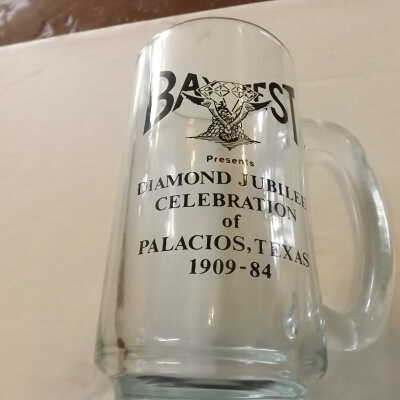 BAYFEST
Presents
DIAMOND JUBILEE
CELEBRATION
of
PALACIOS, TEXAS
1909-84